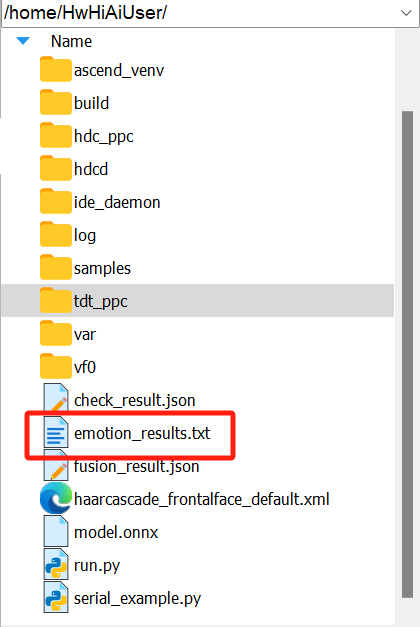 /home/HwHiAiUser/
Name
ascend_venv
build
hdc_ppc
hdcd
ide_daemon
log
samples
tdt_ppc
var
vf0
check_result.json
emotion_results.txt
fusion_result.json
haarcascade_frontalface_default.xml
model.onnx
run.py
serial_example.py